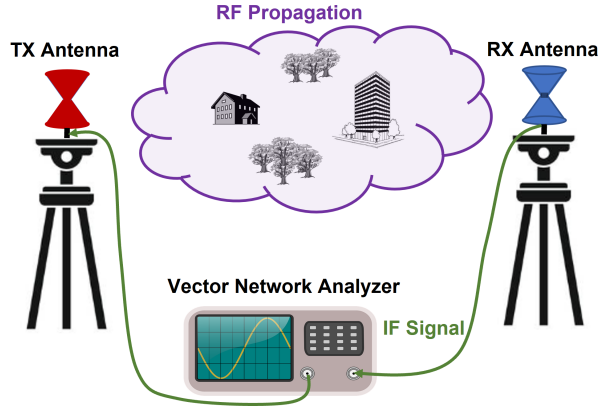 RF Propagation
TX Antenna
RX Antenna
Vector Network Analyzer
IF Signal